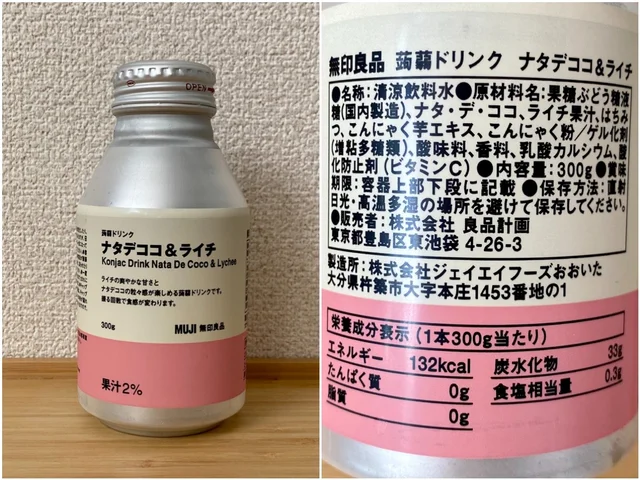 OPEN
蒟蒻ドリンク
ナタデココ&ライチ
Konjac Drink Nata De Coco & Lychee
ライチの爽やかな甘さと
ナタデココの粒々感が楽しめる蒟蒻ドリンクです。
振る回数で食感が変わります。
300g
MUJI 無印良品
果汁2%
無印良品 蒟蒻ドリンク ナタデココ&ライチ
●名称:清涼飲料水●原材料名:果糖ぶどう糖液
糖(国内製造)、ナタ・デ・ココ、ライチ果汁、はちみ
つ、こんにゃく芋エキス、こんにゃく粉/ゲル化剤
(増粘多糖類)、酸味料、香料、乳酸カルシウム、酸
化防止剤(ビタミンC)●内容量:300g●賞味
期限:容器上部下段に記載●保存方法:直射
日光・高温多湿の場所を避けて保存してください。
●販売者:株式会社 良品計画
東京都豊島区東池袋 4-26-3
製造所:株式会社ジェイエイフーズおおいた
大分県杵築市大字本庄1453番地の1
栄養成分表示(1本300g当たり)
エネルギー 132kcal 炭水化物 33g
たんぱく質 0g 食塩相当量 0.3g
脂質 0g